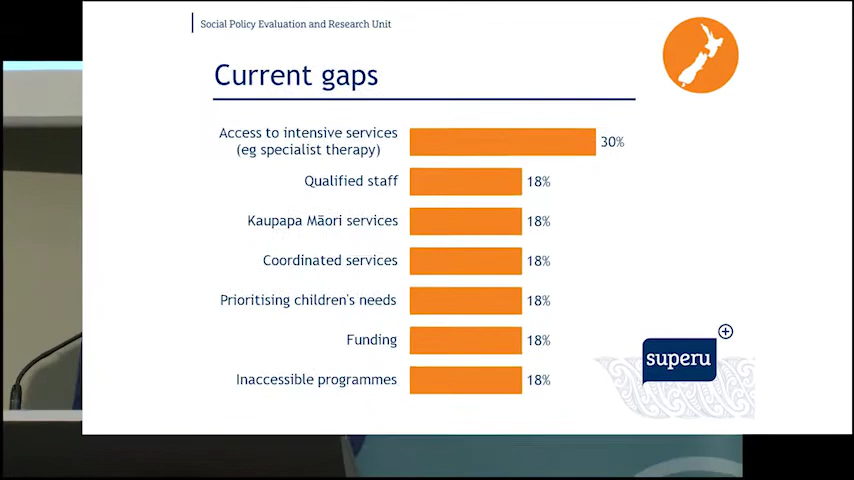 Social Policy Evaluation and Research Unit
Current gaps
Access to intensive services
(eg specialist therapy)
30%
Qualified staff
18%
Kaupapa Māori services
18%
Coordinated services
18%
Prioritising children's needs
18%
Funding
18%
Inaccessible programmes
18%
superu